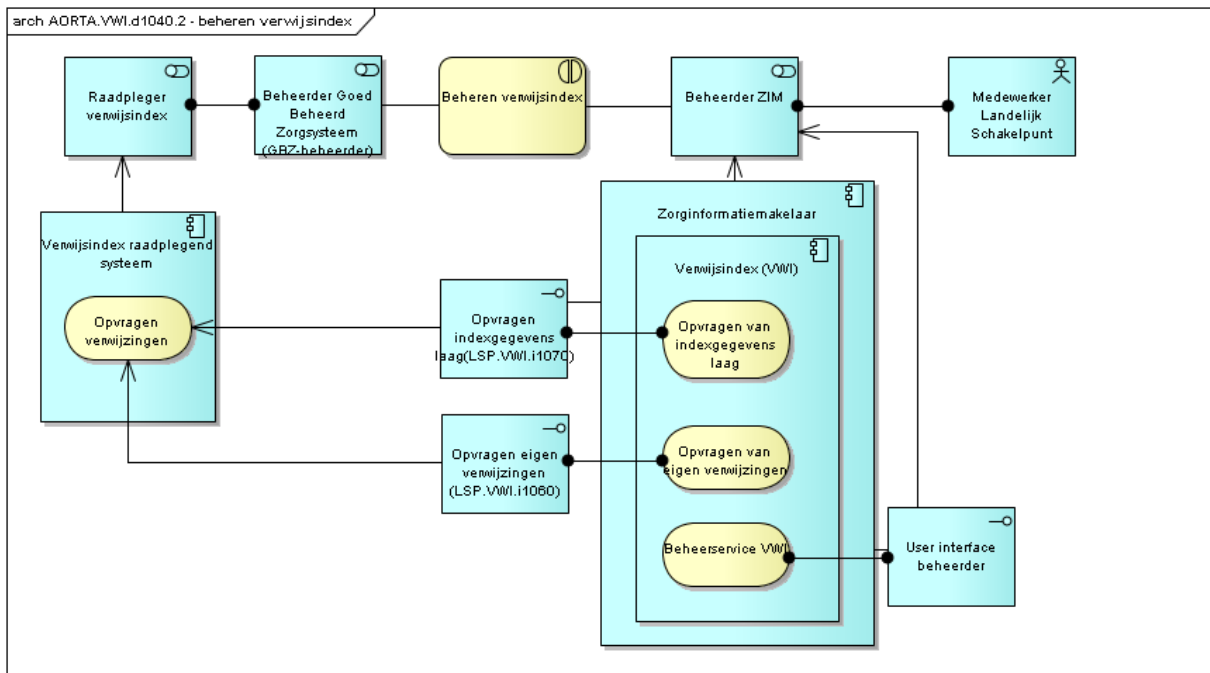 arch AORTA.VWI.d1040.2 - beheren verwijsindex
Raadpleger
verwijsindex
Beheerder Goed
Beheerd
Zorgsysteem
(GBZ-beheerder)
Beheren verwijsindex
Beheerder ZIM
Medewerker
Landelijk
Schakelpunt
Zorginformatiemakelaar
Verwijsindex raadplegend
systeem
Verwijsindex (VWI)
Opvragen
verwijzingen
Opvragen
indexgegevens
laag(LSP.VWI.i1070)
Opvragen van
indexgegevens
laag
Opvragen eigen
verwijzingen
(LSP.VWI.i1060)
Opvragen van
eigen verwijzingen
Beheerservice VWI
User interface
beheerder